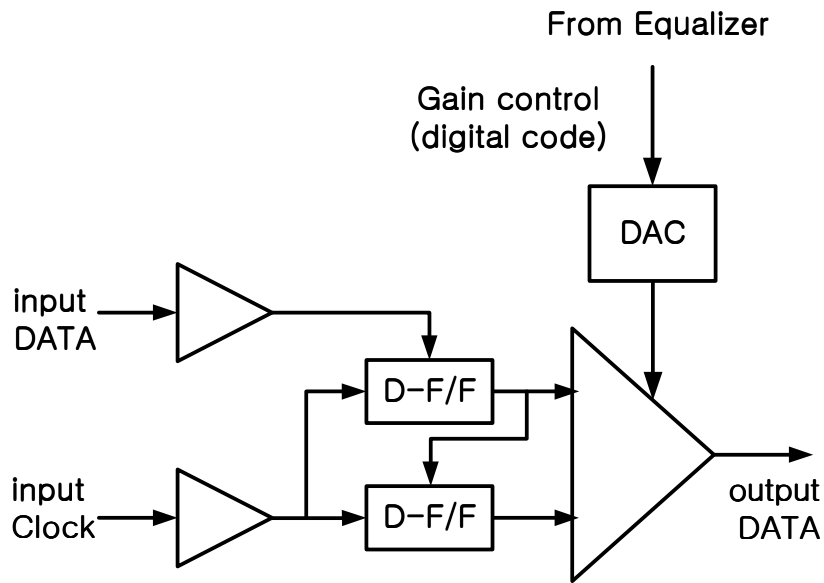 From Equalizer
Gain control
(digital code)
DAC
input
DATA
D-F/F
input
Clock
D-F/F
output
DATA